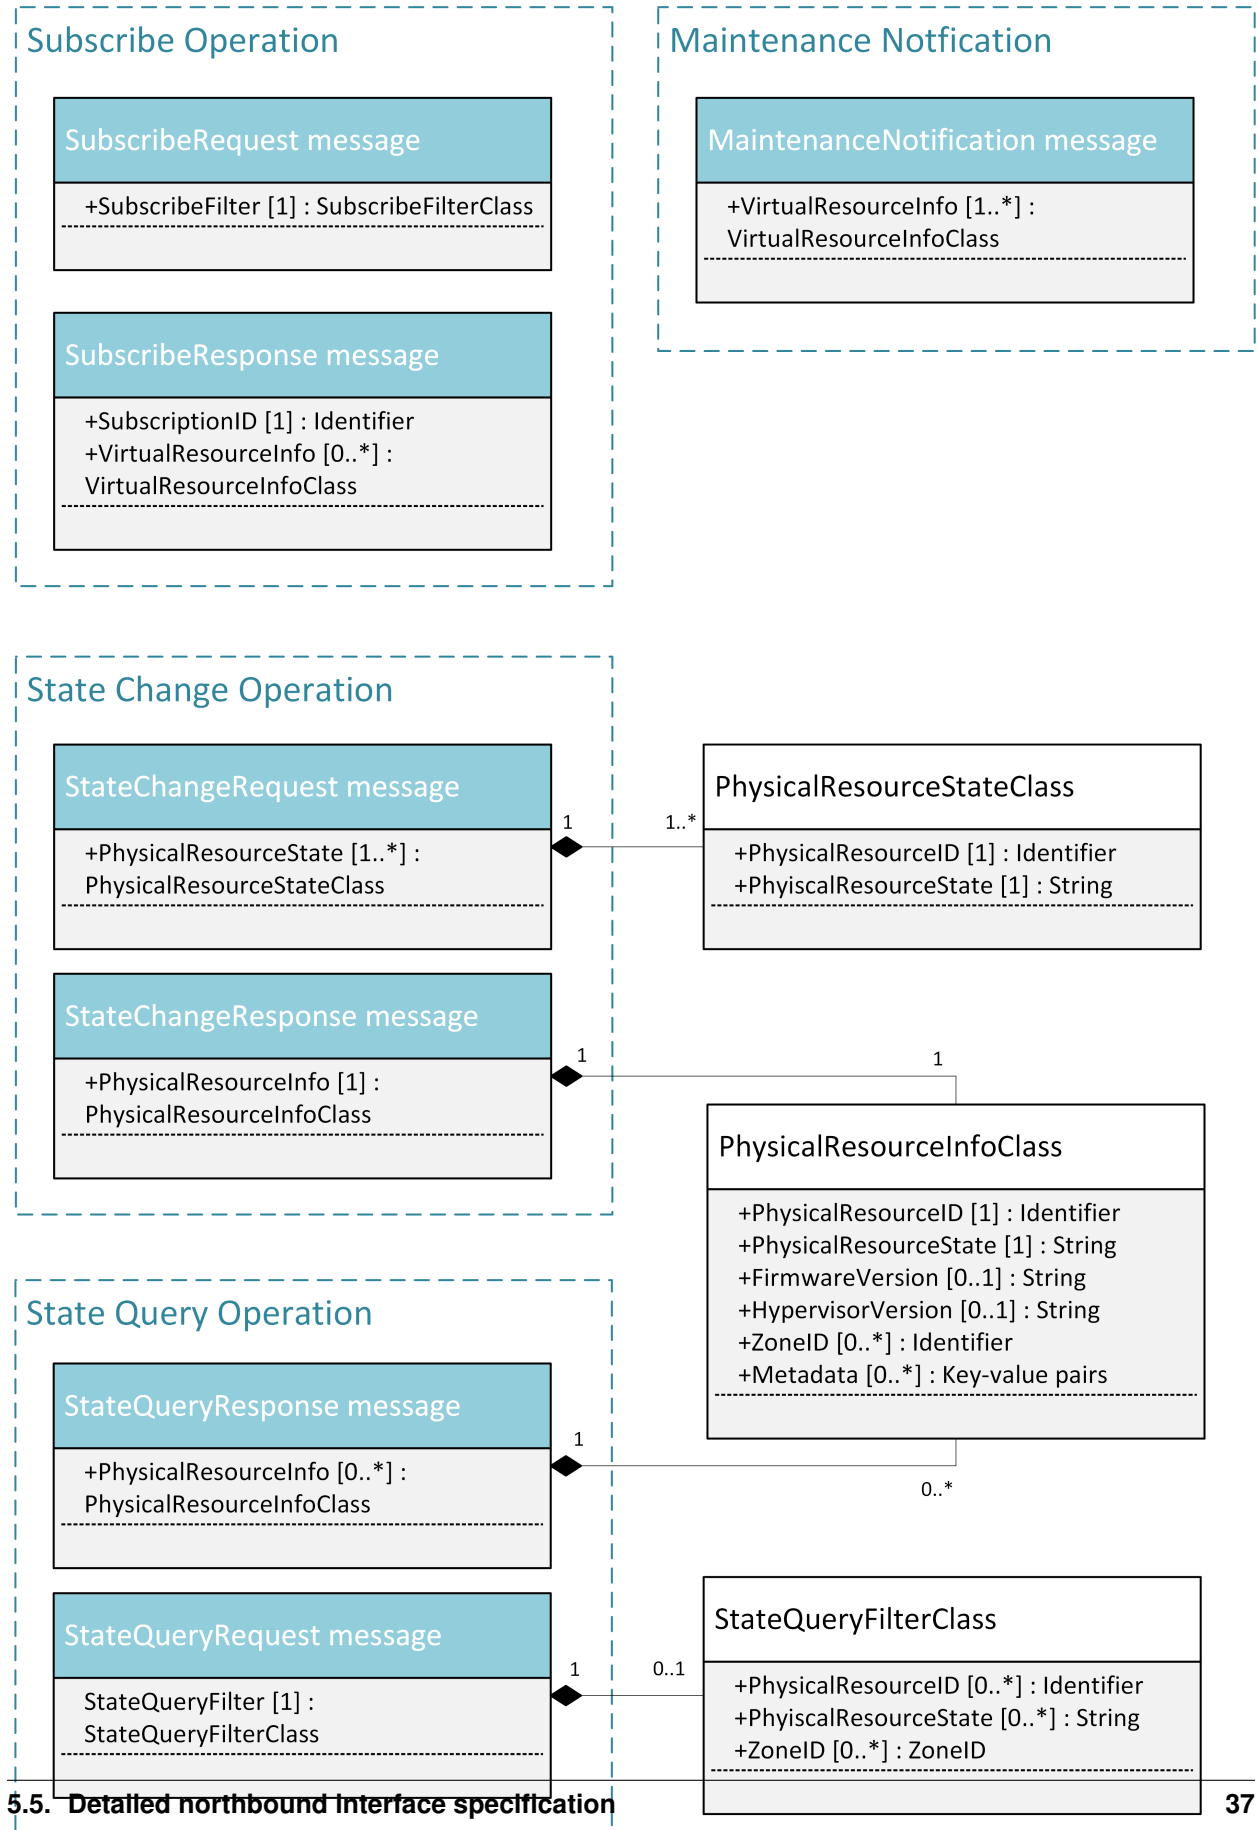 Subscribe Operation
SubscribeRequest message
+SubscribeFilter [1] : SubscribeFilterClass
SubscribeResponse message
+SubscriptionID [1] : Identifier
+VirtualResourceInfo [0..*] :
VirtualResourceInfoClass
Maintenance Notfication
MaintenanceNotification message
+VirtualResourceInfo [1..*] :
VirtualResourceInfoClass
State Change Operation
StateChangeRequest message
+PhysicalResourceState [1..*] :
PhysicalResourceStateClass
1
1..*
PhysicalResourceStateClass
+PhysicalResourceID [1] : Identifier
+PhyiscalResourceState [1] : String
StateChangeResponse message
+PhysicalResourceInfo [1] :
PhysicalResourceInfoClass
1
1
PhysicalResourceInfoClass
+PhysicalResourceID [1] : Identifier
+PhysicalResourceState [1] : String
+FirmwareVersion [0..1] : String
+HypervisorVersion [0..1] : String
+ZoneID [0..*] : Identifier
+Metadata [0..*] : Key-value pairs
State Query Operation
StateQueryResponse message
+PhysicalResourceInfo [0..*] :
PhysicalResourceInfoClass
1
0..*
StateQueryRequest message
StateQueryFilter [1] :
StateQueryFilterClass
1
0..1
StateQueryFilterClass
+PhysicalResourceID [0..*] : Identifier
+PhyiscalResourceState [0..*] : String
+ZoneID [0..*] : ZoneID
5.5. Detailed northbound interface specification 37